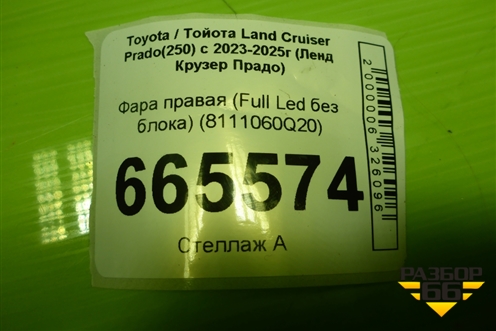 Toyota / Тойота Land Cruiser
Prado(250) с 2023-2025г (Ленд
Крузер Прадо)
Фара правая (Full Led без
блока) (8111060Q20)
665574
Стеллаж А
2000006326096
РАЗБОР
66